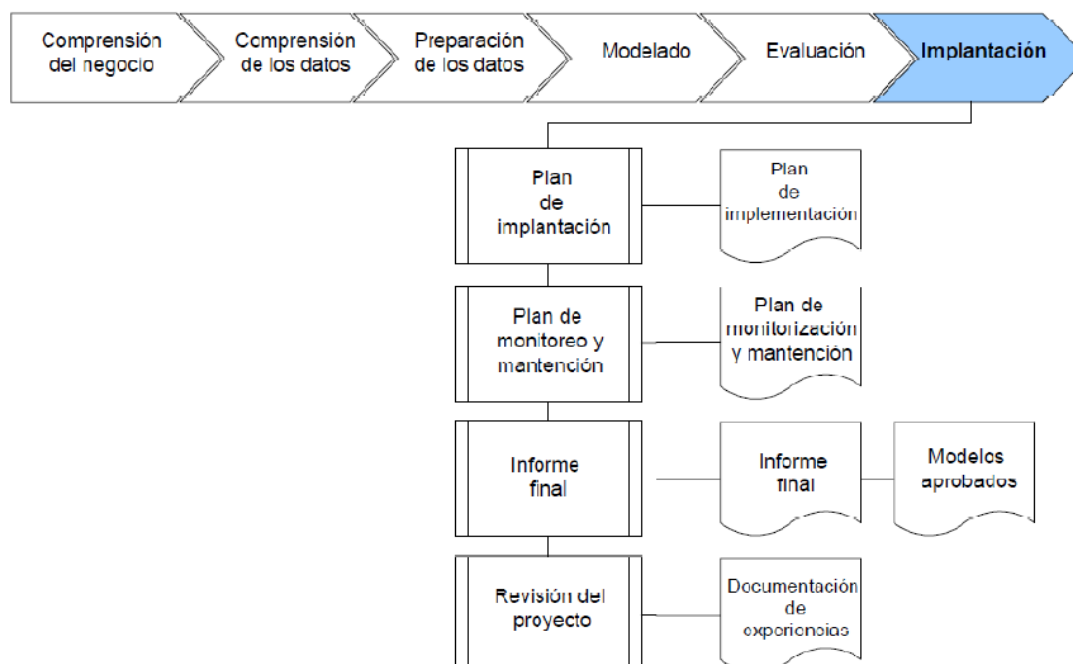 Comprensión
del negocio
Comprensión
de los datos
Preparación
de los datos
Modelado
Evaluación
Implantación
Plan
de
implantación
Plan
de
implementación
Plan de
monitoreo y
mantención
Plan de
monitorización
y mantención
Informe
final
Informe
final
Modelos
aprobados
Revisión del
proyecto
Documentación
de
experiencias